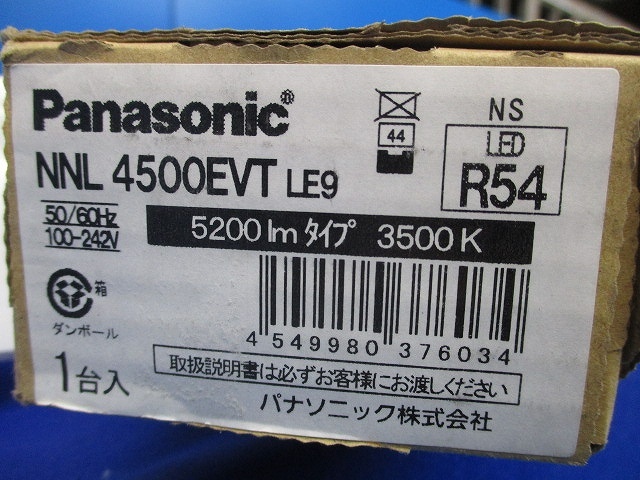 Panasonic®
NNL 4500EVT LE9
44
NS
LED
R54
50/60Hz
100-242V
5200 lm タイプ 3500K
箱
ダンボール
4 549980 376034
1台入
取扱説明書は必ずお客様にお渡しください
パナソニック株式会社